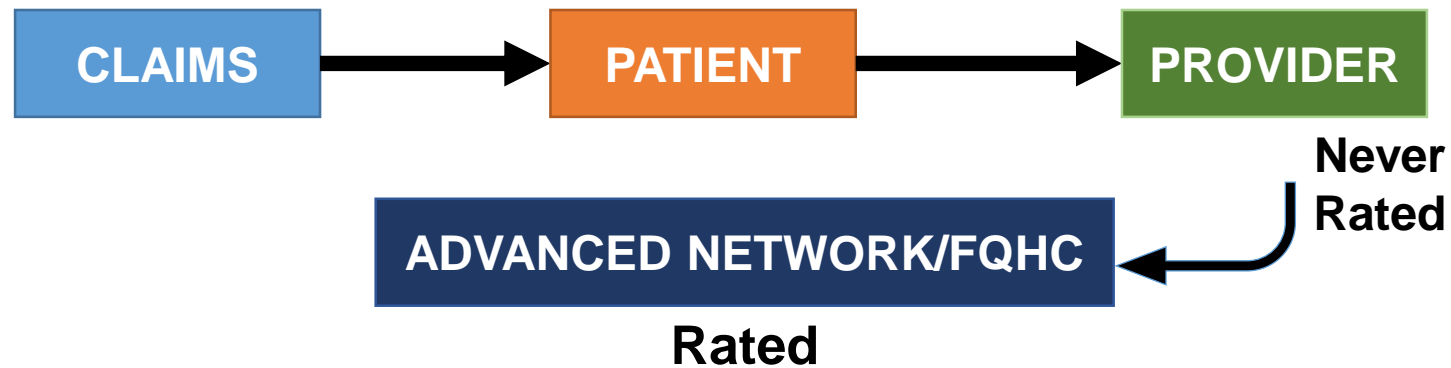 CLAIMS
PATIENT
PROVIDER
Never
Rated
ADVANCED NETWORK/FQHC
Rated